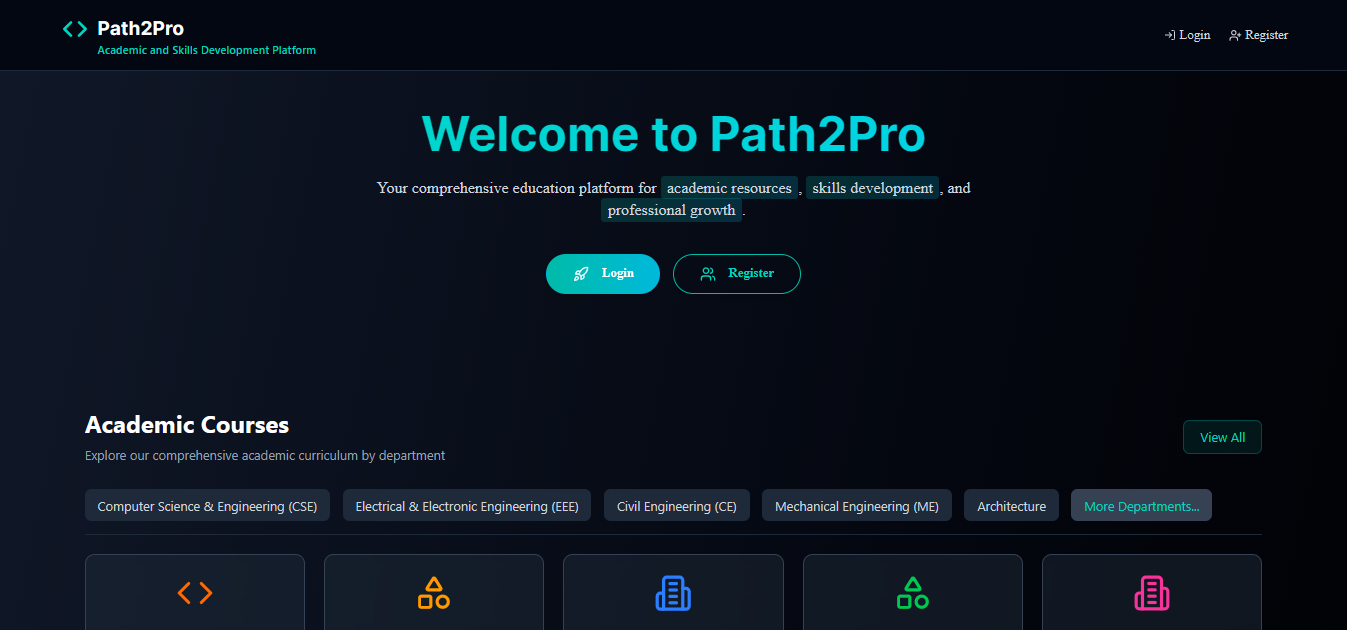 Path2Pro
Academic and Skills Development Platform
Login
Register
Welcome to Path2Pro
Your comprehensive education platform for academic resources , skills development , and
professional growth .
Login
Register
Academic Courses
Explore our comprehensive academic curriculum by department
View All
Computer Science & Engineering (CSE)
Electrical & Electronic Engineering (EEE)
Civil Engineering (CE)
Mechanical Engineering (ME)
Architecture
More Departments...